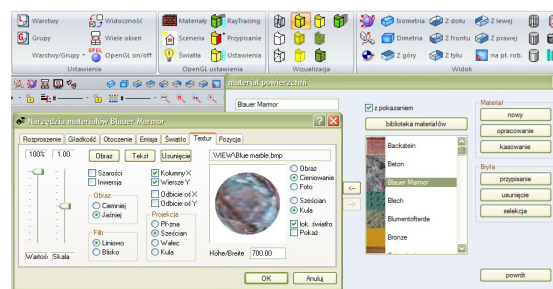 Warstwy Widoczność Materiały RayTracing Isometria Z dołu Z lewej
Grupy Wiele okien Sceneria Przypisanie Dimetria Z frontu Z prawej
Warstwy/Grupy OpenGL on/off Światła Ustawienia Z góry Z tyłu na pł. rob.
Ustawienia OpenGL ustawienia Wizualizacja Widok
materiał powierzchni
Blauer Marmor
z pokazaniem
biblioteka materiałów
Backstein
Beton
Blauer Marmor
Blech
Blumentofferde
Bronze
Materiał
nowy
opracowanie
kasowanie
Bryła
przypisanie
usunięcie
selekcja
powrót
<--
-->
Narzędzia materiałów Blauer Marmor
Rozproszenie Gładkość Otoczenie Emisja Światło Textur Pozycja
100% 1.00
Obraz Tekst Usunięcie
.\VIEW\Blue marble.bmp
Szarości
Inwersja
Kolumny X
Wiersze Y
Odbicie oś X
Odbicie oś Y
Obraz
Ciemniej
Jaśniej
Filtr
Liniowo
Blisko
Projekcja
Pł-zna
Sześcian
Walec
Kula
Obraz
Cieniowanie
Foto
Sześcian
Kula
lok. światło
Pokaż
Wartość Skala
Höhe/Breite 700.00
OK Anuluj